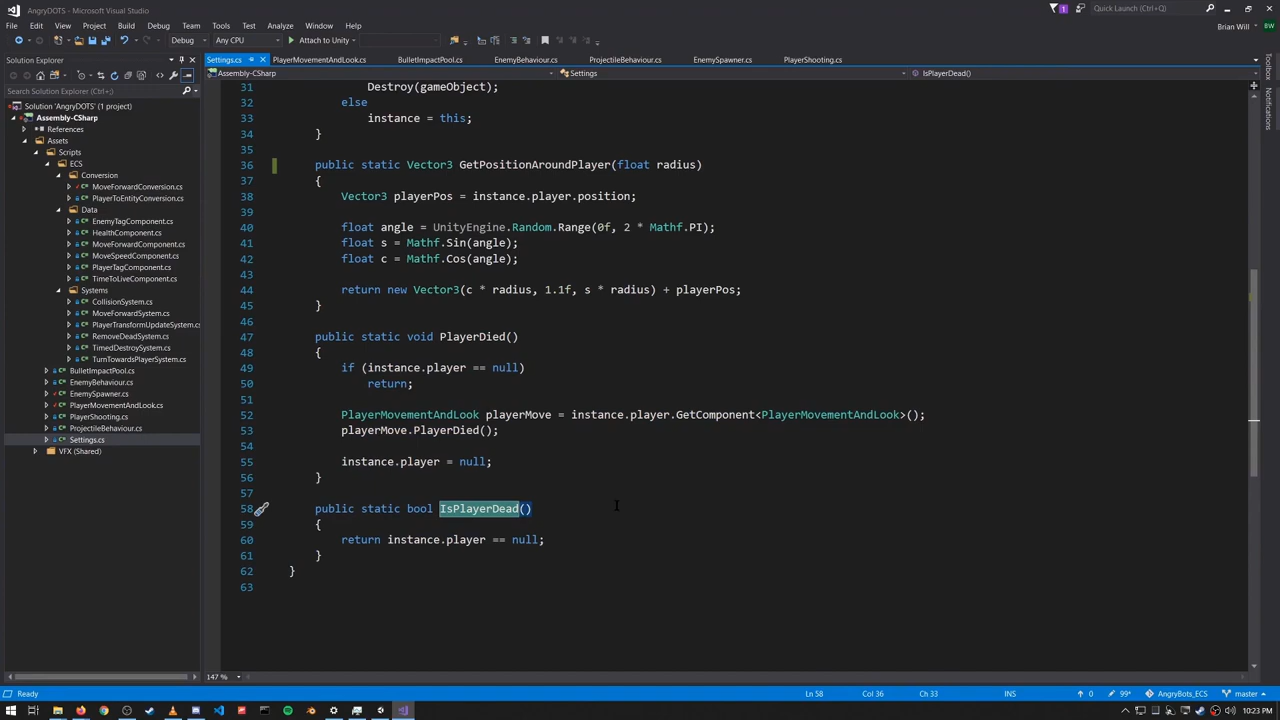 AngryDOTS - Microsoft Visual Studio
Quick Launch (Ctrl+Q)
File Edit View Project Build Debug Team Tools Test Analyze Window Help
Brian Will BW
Debug Any CPU Attach to Unity
Solution Explorer
Settings.cs PlayerMovementAndLook.cs BulletImpactPool.cs EnemyBehaviour.cs ProjectileBehaviour.cs EnemySpawner.cs PlayerShooting.cs
Assembly-CSharp Settings IsPlayerDead()
Search Solution Explorer (Ctrl+;)
Solution 'AngryDOTS' (1 project)
Assembly-CSharp
References
Assets
Scripts
ECS
Conversion
MoveForwardConversion.cs
PlayerToEntityConversion.cs
Data
EnemyTagComponent.cs
HealthComponent.cs
MoveForwardComponent.cs
MoveSpeedComponent.cs
PlayerTagComponent.cs
TimeToLiveComponent.cs
Systems
CollisionSystem.cs
MoveForwardSystem.cs
PlayerTransformUpdateSystem.cs
RemoveDeadSystem.cs
TimedDestroySystem.cs
TurnTowardsPlayerSystem.cs
BulletImpactPool.cs
EnemyBehaviour.cs
EnemySpawner.cs
PlayerMovementAndLook.cs
PlayerShooting.cs
ProjectileBehaviour.cs
Settings.cs
VFX (Shared)
31 Destroy(gameObject);
32 else
33 instance = this;
34 }
35
36 public static Vector3 GetPositionAroundPlayer(float radius)
37 {
38 Vector3 playerPos = instance.player.position;
39
40 float angle = UnityEngine.Random.Range(0f, 2 * Mathf.PI);
41 float s = Mathf.Sin(angle);
42 float c = Mathf.Cos(angle);
43
44 return new Vector3(c * radius, 1.1f, s * radius) + playerPos;
45 }
46
47 public static void PlayerDied()
48 {
49 if (instance.player == null)
50 return;
51
52 PlayerMovementAndLook playerMove = instance.player.GetComponent<PlayerMovementAndLook>();
53 playerMove.PlayerDied();
54
55 instance.player = null;
56 }
57
58 public static bool IsPlayerDead()
59 {
60 return instance.player == null;
61 }
62 }
63
Toolbox
Notifications
147 %
Ready Ln 58 Col 36 Ch 33 INS 0 99* AngryBots_ECS master
10:23 PM